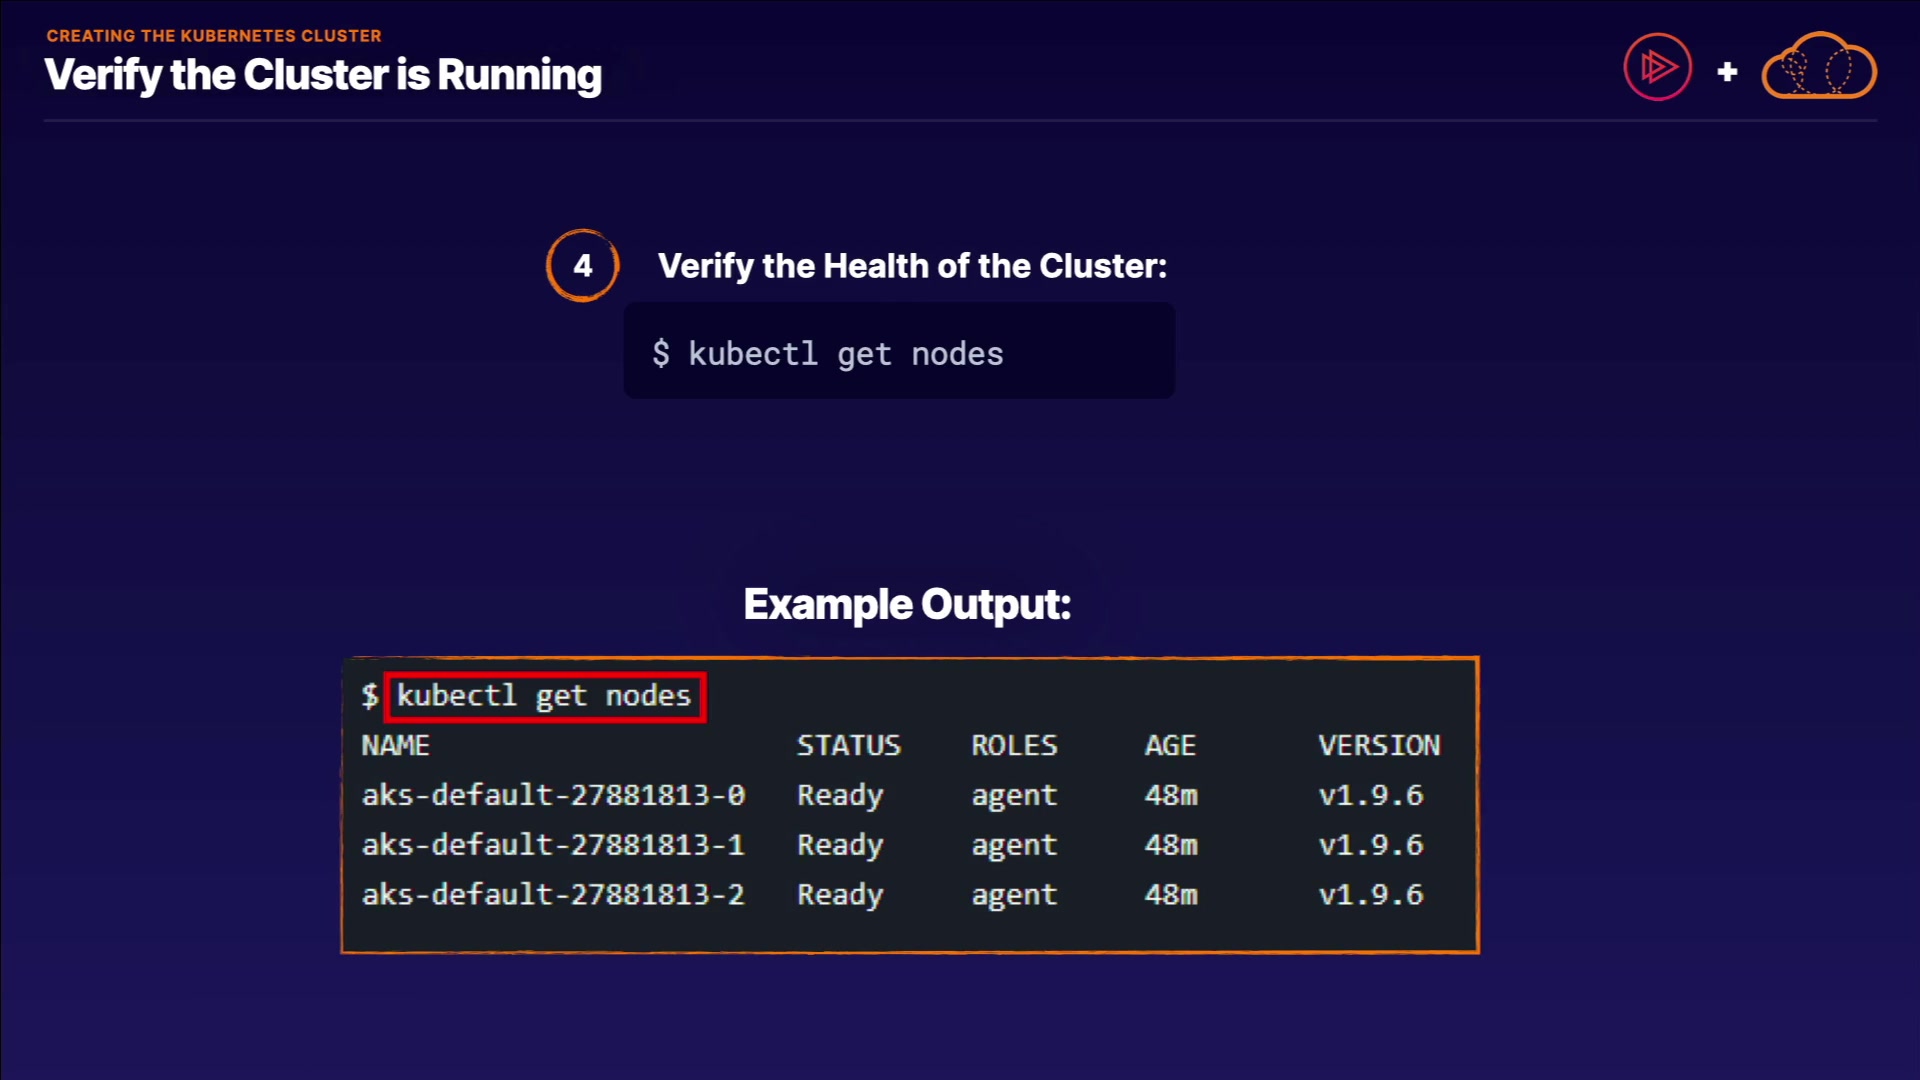 CREATING THE KUBERNETES CLUSTER
Verify the Cluster is Running
+
4
Verify the Health of the Cluster:
$ kubectl get nodes
Example Output:
$ kubectl get nodes
NAME STATUS ROLES AGE VERSION
aks-default-27881813-0 Ready agent 48m v1.9.6
aks-default-27881813-1 Ready agent 48m v1.9.6
aks-default-27881813-2 Ready agent 48m v1.9.6